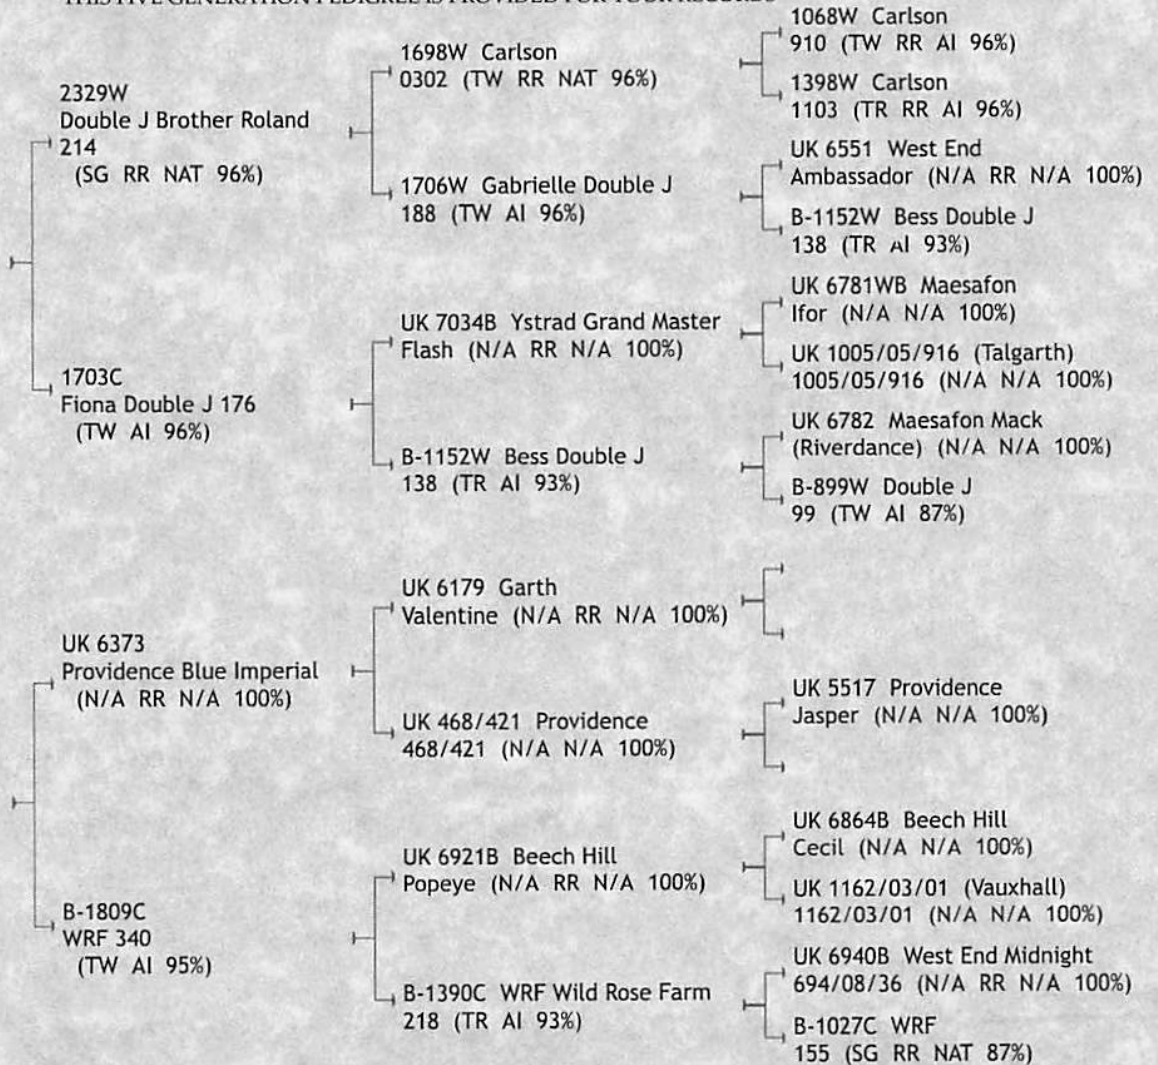 THIS FIVE GENERATION PEDIGREE IS PROVIDED FOR YOUR RECORDS
2329W
Double J Brother Roland
214
(SG RR NAT 96%)
1703C
Fiona Double J 176
(TW AI 96%)
UK 6373
Providence Blue Imperial
(N/A RR N/A 100%)
B-1809C
WRF 340
(TW AI 95%)
1698W Carlson
0302 (TW RR NAT 96%)
1706W Gabrielle Double J
188 (TW AI 96%)
UK 7034B Ystrad Grand Master
Flash (N/A RR N/A 100%)
B-1152W Bess Double J
138 (TR AI 93%)
UK 6179 Garth
Valentine (N/A RR N/A 100%)
UK 468/421 Providence
468/421 (N/A N/A 100%)
UK 6921B Beech Hill
Popeye (N/A RR N/A 100%)
B-1390C WRF Wild Rose Farm
218 (TR AI 93%)
1068W Carlson
910 (TW RR AI 96%)
1398W Carlson
1103 (TR RR AI 96%)
UK 6551 West End
Ambassador (N/A RR N/A 100%)
B-1152W Bess Double J
138 (TR AI 93%)
UK 6781WB Maesafon
Ifor (N/A N/A 100%)
UK 1005/05/916 (Talgarth)
1005/05/916 (N/A N/A 100%)
UK 6782 Maesafon Mack
(Riverdance) (N/A N/A 100%)
B-899W Double J
99 (TW AI 87%)
UK 5517 Providence
Jasper (N/A N/A 100%)
UK 6864B Beech Hill
Cecil (N/A N/A 100%)
UK 1162/03/01 (Vauxhall)
1162/03/01 (N/A N/A 100%)
UK 6940B West End Midnight
694/08/36 (N/A RR N/A 100%)
B-1027C WRF
155 (SG RR NAT 87%)